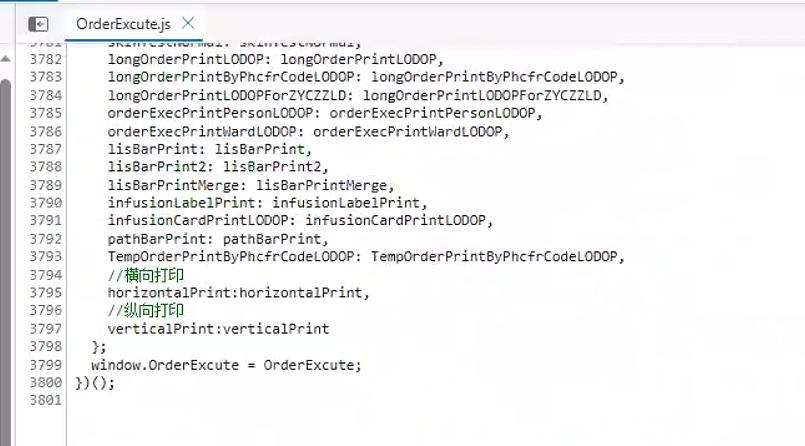 OrderExcute.js
3781 skinTestNormal: skinTestNormal,
3782 longOrderPrintLODOP: longOrderPrintLODOP,
3783 longOrderPrintByPhcfrCodeLODOP: longOrderPrintByPhcfrCodeLODOP,
3784 longOrderPrintLODOPForZYCZZLD: longOrderPrintLODOPForZYCZZLD,
3785 orderExecPrintPersonLODOP: orderExecPrintPersonLODOP,
3786 orderExecPrintWardLODOP: orderExecPrintWardLODOP,
3787 lisBarPrint: lisBarPrint,
3788 lisBarPrint2: lisBarPrint2,
3789 lisBarPrintMerge: lisBarPrintMerge,
3790 infusionLabelPrint: infusionLabelPrint,
3791 infusionCardPrintLODOP: infusionCardPrintLODOP,
3792 pathBarPrint: pathBarPrint,
3793 TempOrderPrintByPhcfrCodeLODOP: TempOrderPrintByPhcfrCodeLODOP,
3794 //横向打印
3795 horizontalPrint:horizontalPrint,
3796 //纵向打印
3797 verticalPrint:verticalPrint
3798 };
3799 window.OrderExcute = OrderExcute;
3800 })();
3801